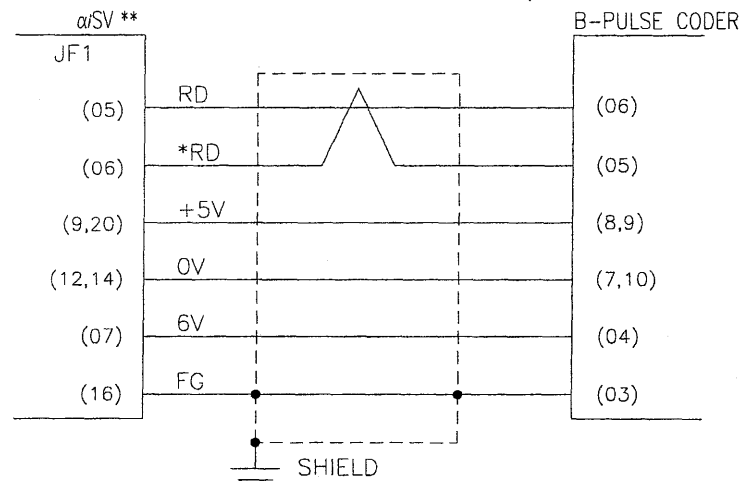 αiSV ** B-PULSE CODER
JF1
(05) RD (06)
(06) *RD (05)
(9,20) +5V (8,9)
(12,14) 0V (7,10)
(07) 6V (04)
(16) FG (03)
SHIELD